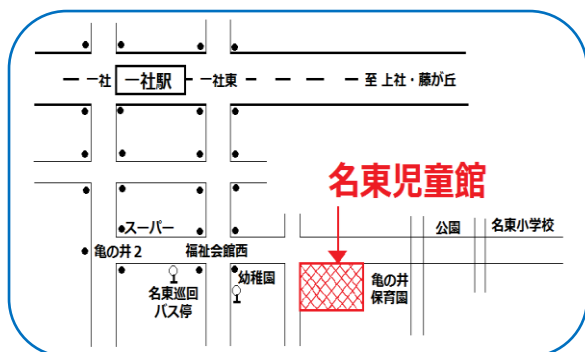 一社
一社駅
一社東
至 上社・藤が丘
名東児童館
スーパー
公園
名東小学校
亀の井2
福祉会館西
名東巡回
バス停
幼稚園
亀の井
保育園